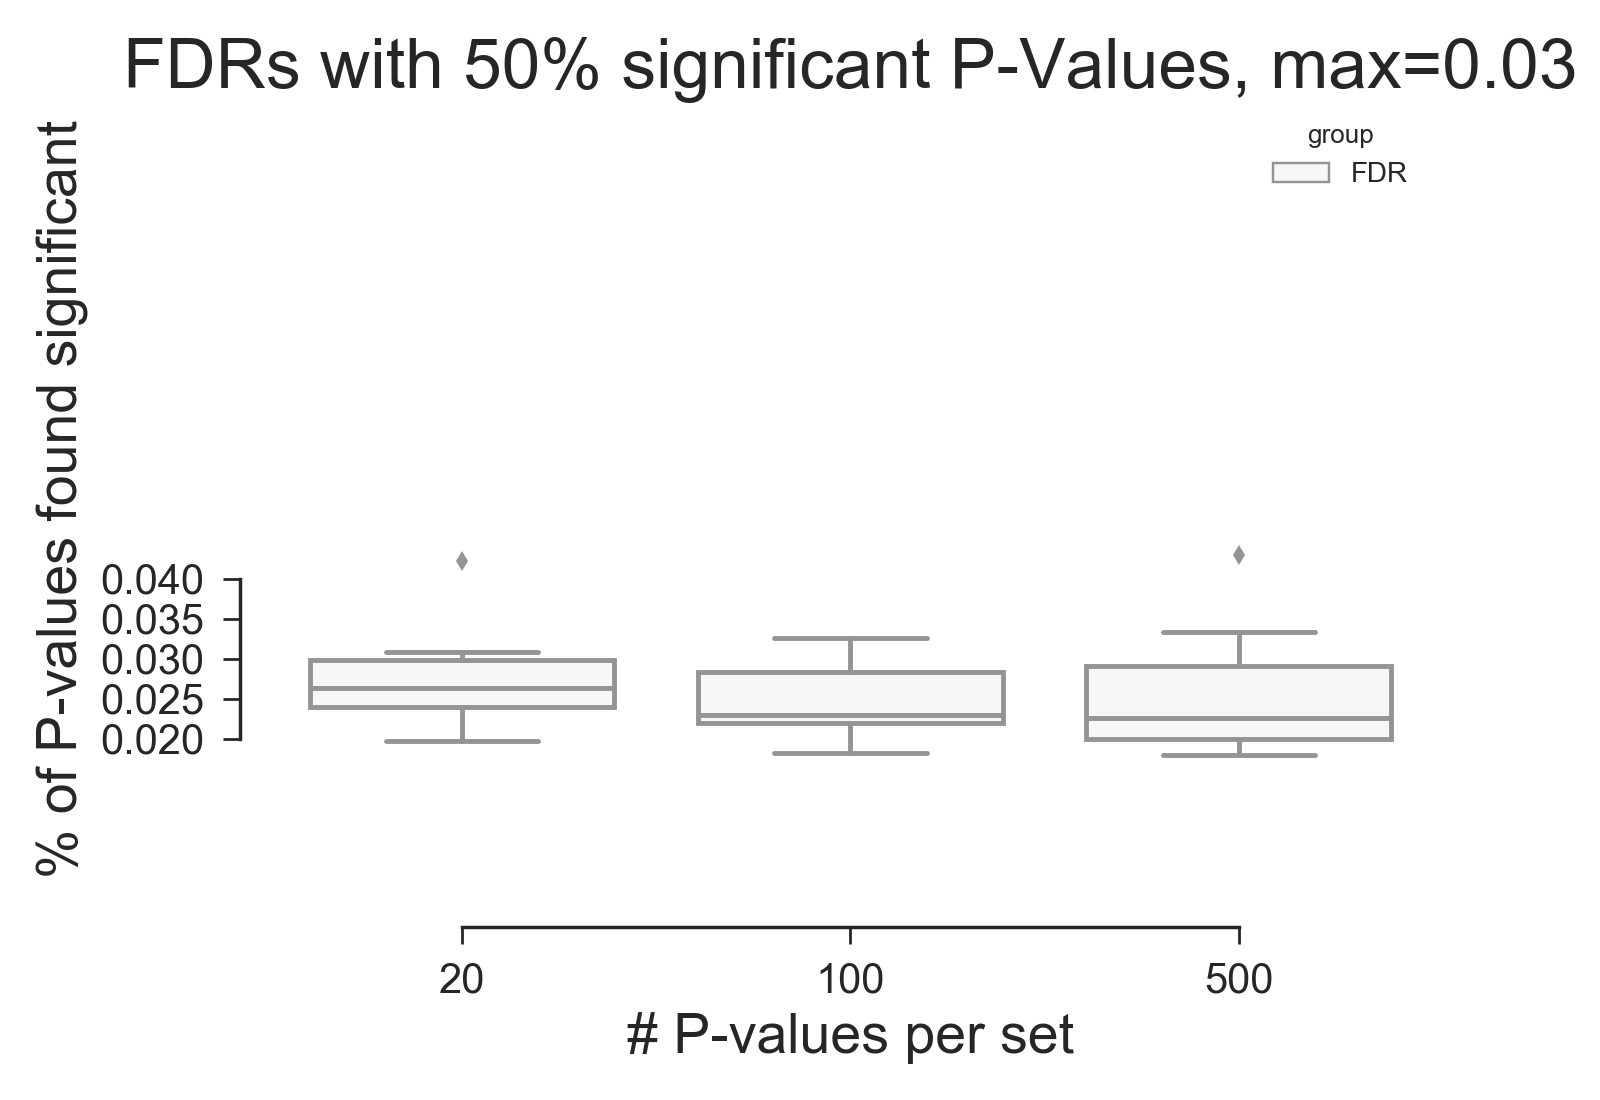 FDRs with 50% significant P-Values, max=0.03
group
FDR
% of P-values found significant
0.040
0.035
0.030
0.025
0.020
20
100
500
# P-values per set